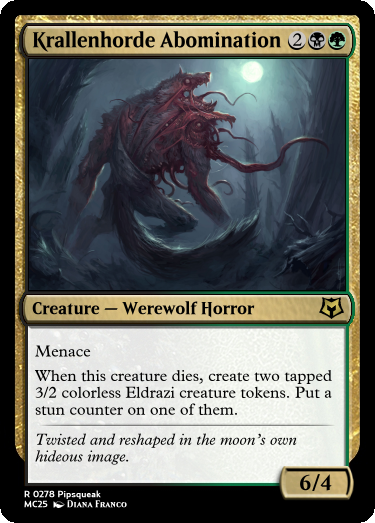 Krallenhorde Abomination 2
Creature — Werewolf Horror
Menace
When this creature dies, create two tapped
3/2 colorless Eldrazi creature tokens. Put a
stun counter on one of them.
Twisted and reshaped in the moon's own
hideous image.
6/4
R 0278 Pipsqueak
MC25 Diana Franco